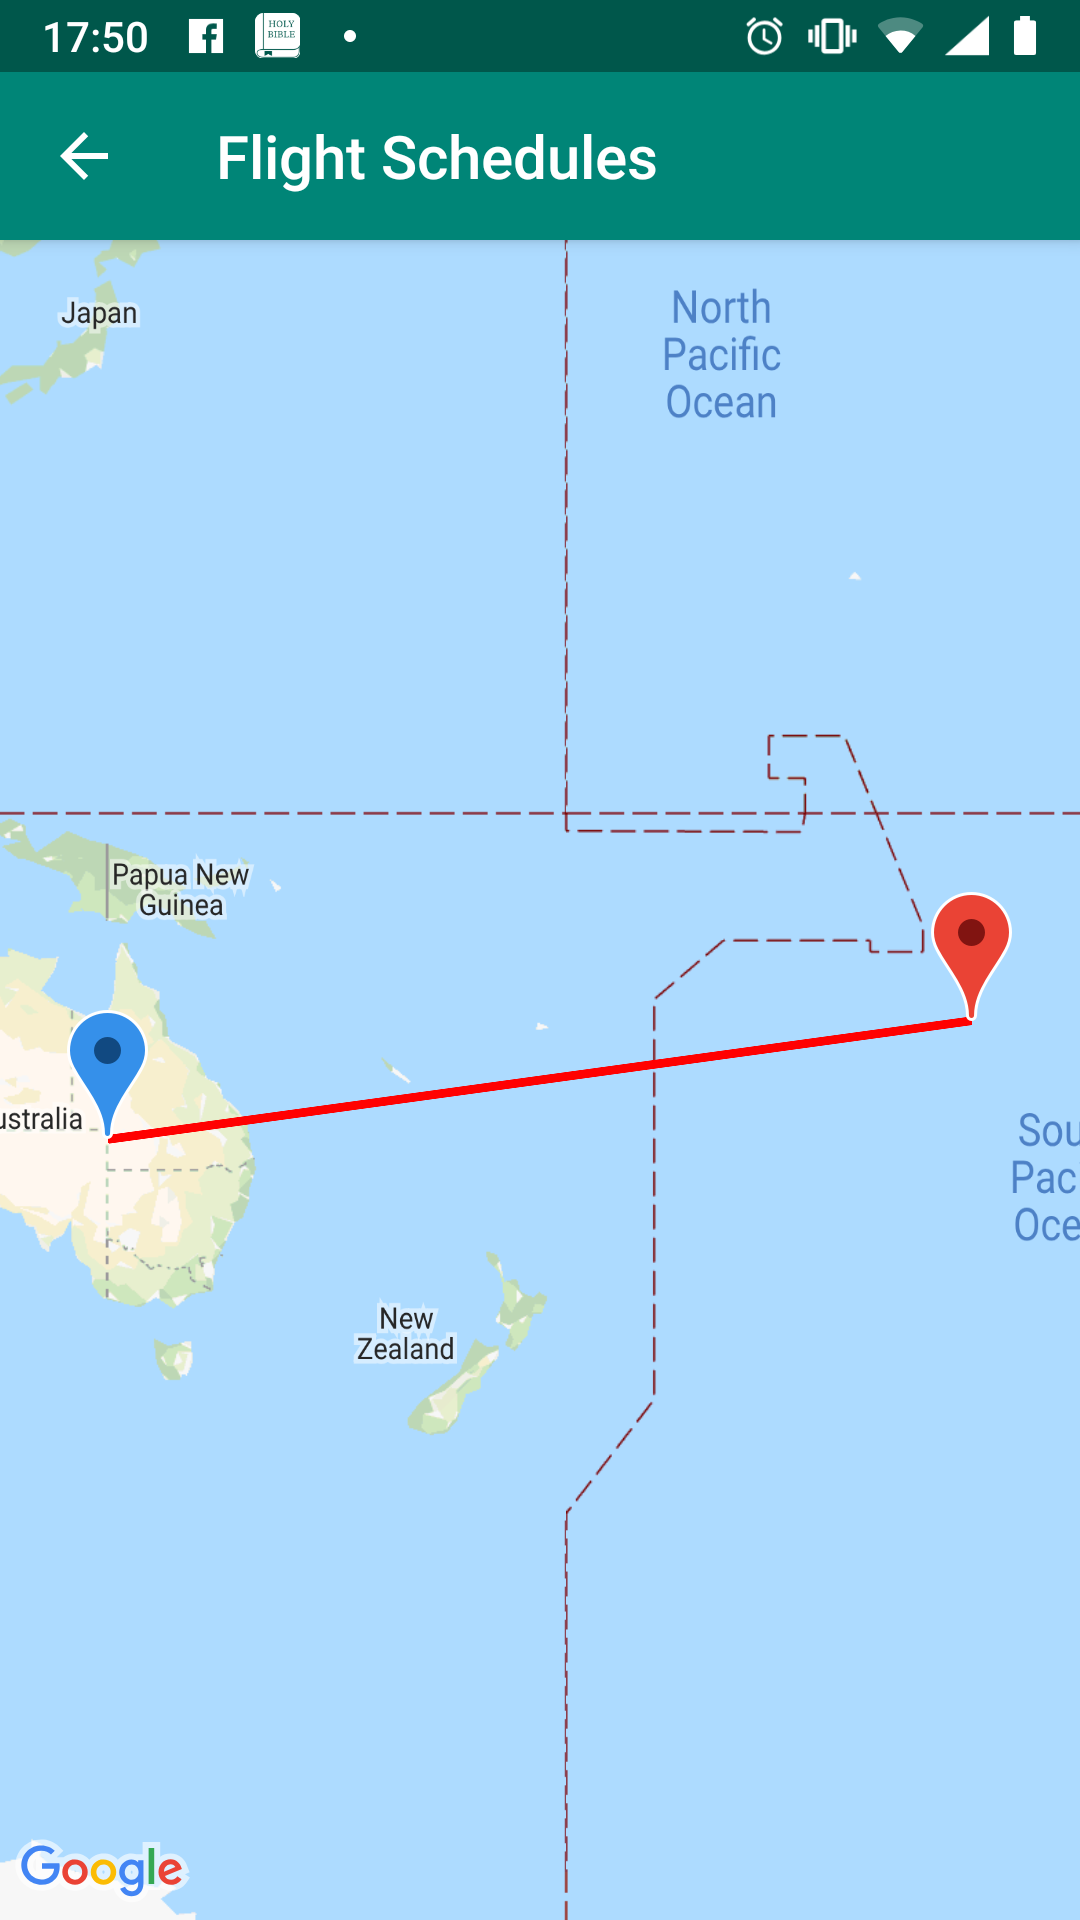 17:50
HOLY
BIBLE
Flight Schedules
Japan
North
Pacific
Ocean
Papua New
Guinea
ustralia
Sou
Pac
Oce
New
Zealand
Google